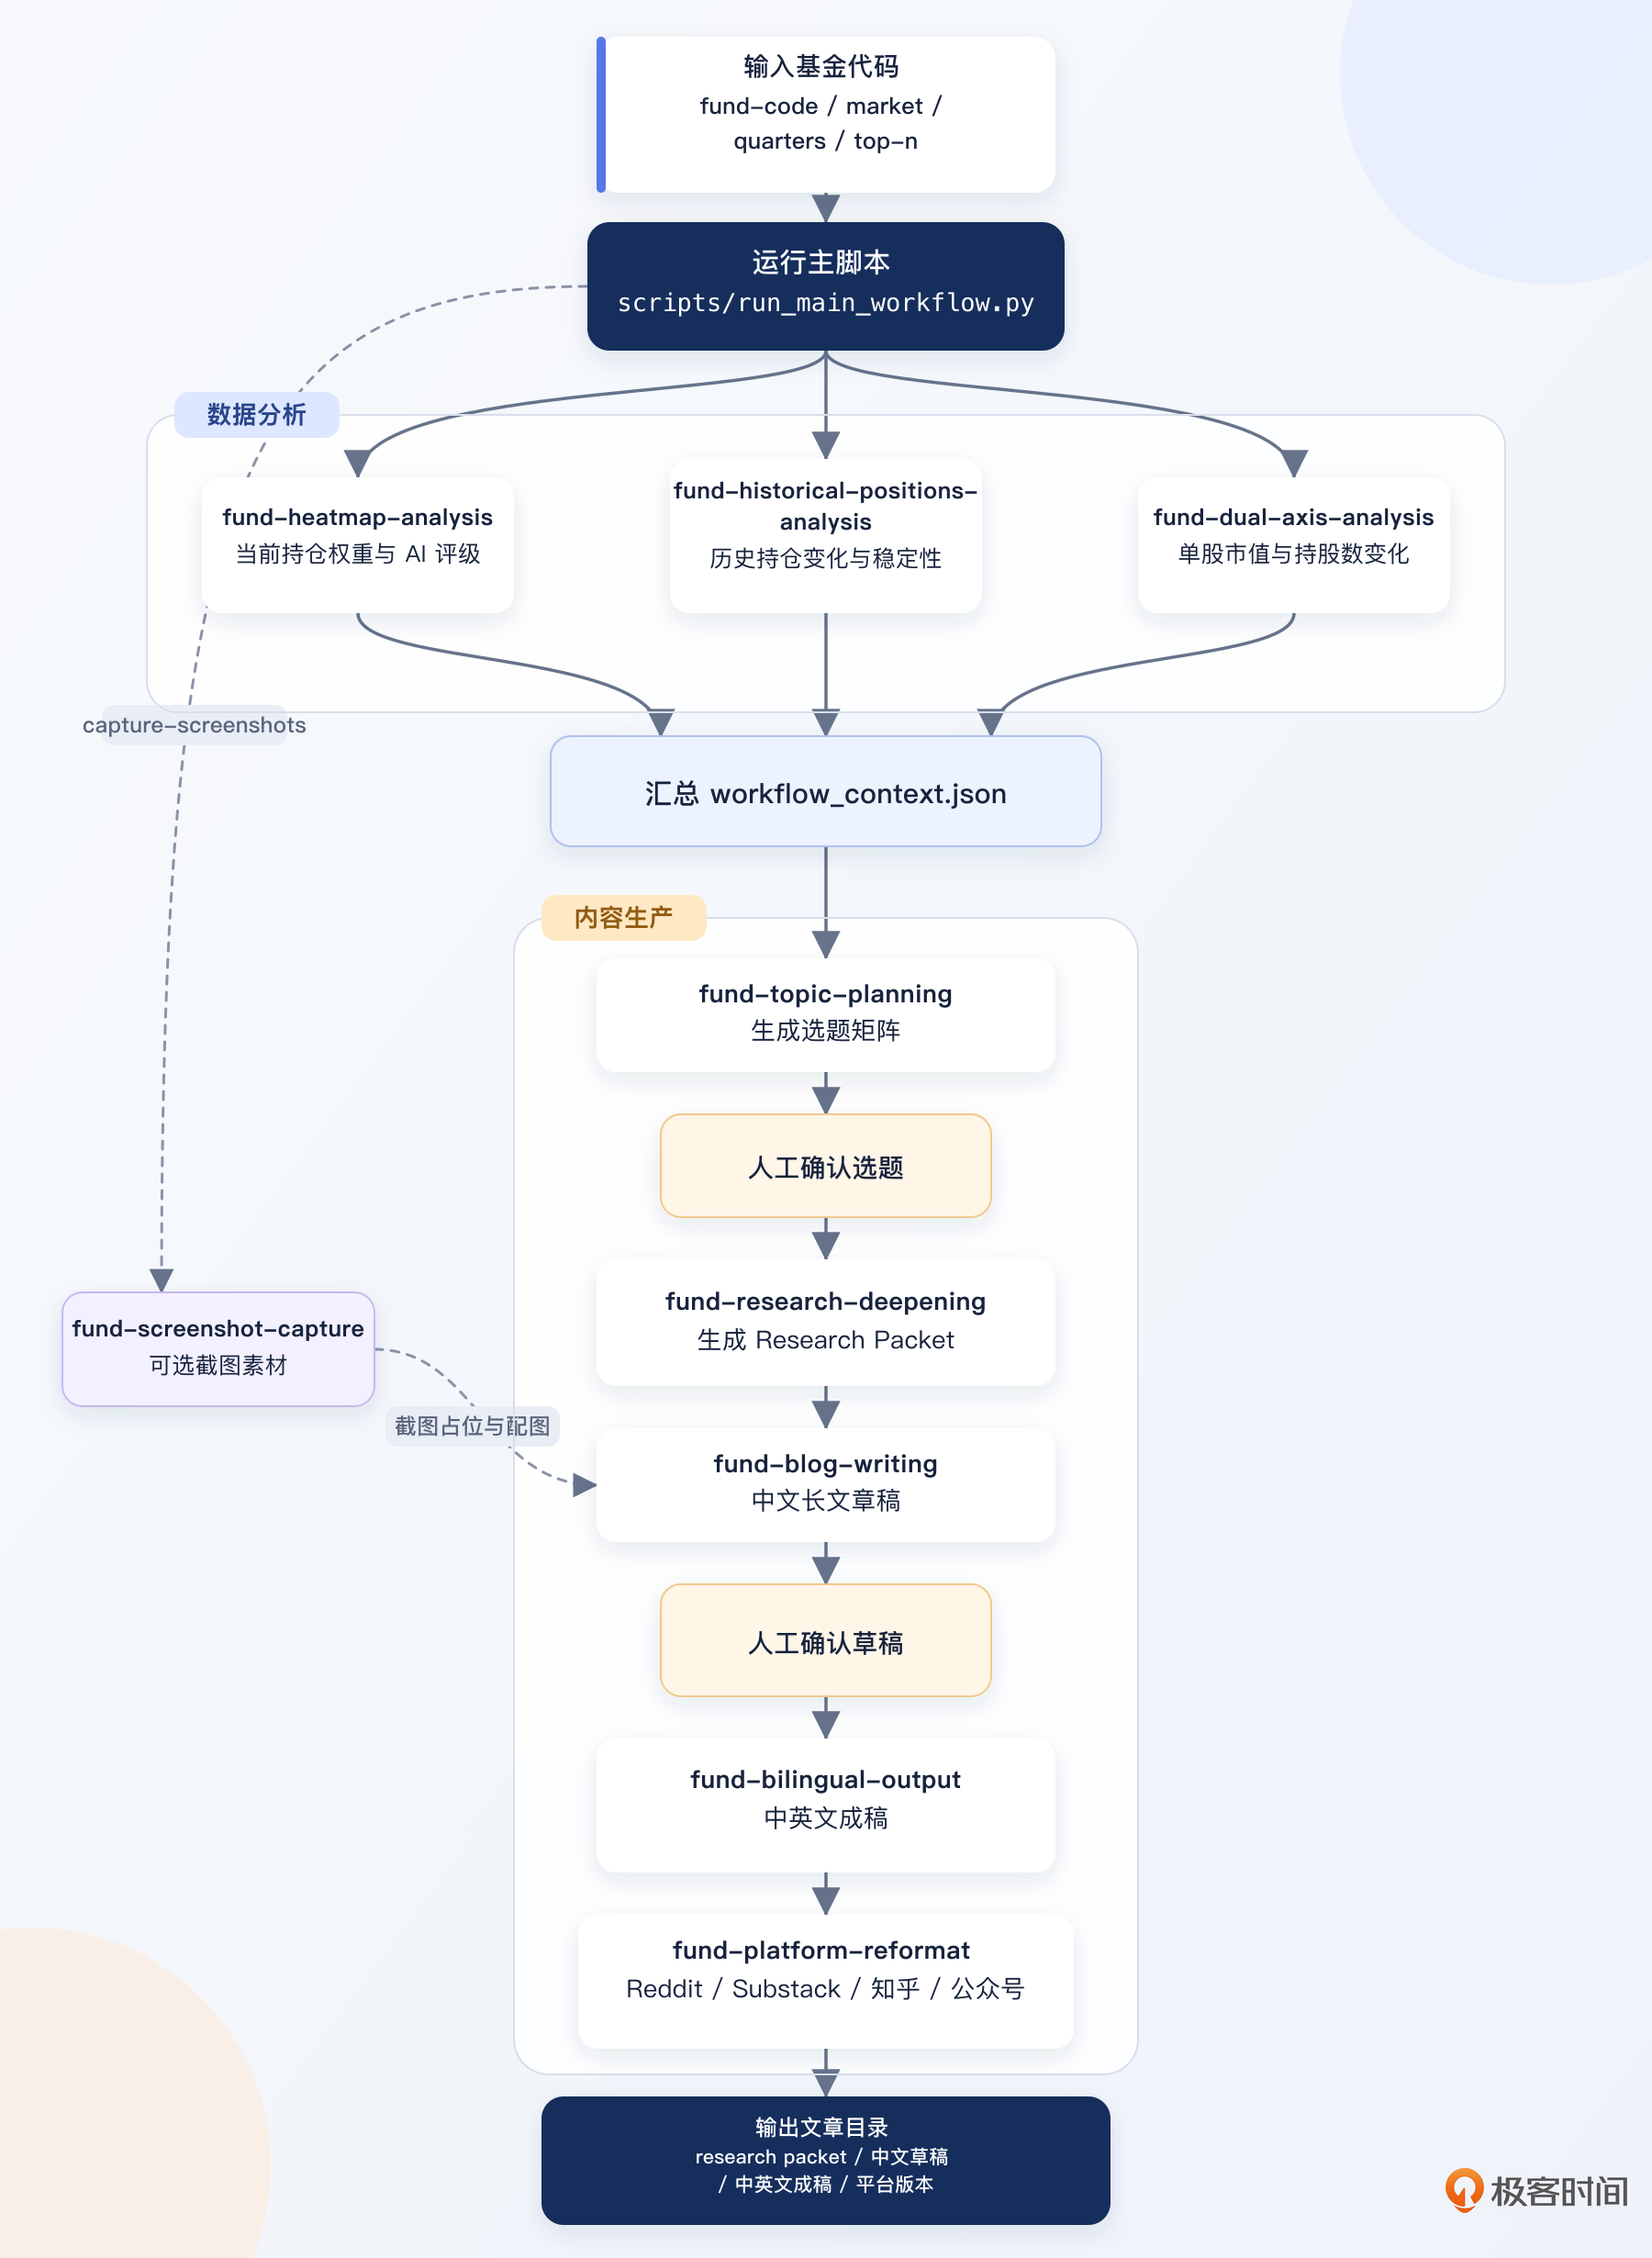 输入基金代码
fund-code / market /
quarters / top-n
运行主脚本
scripts/run_main_workflow.py
数据分析
fund-heatmap-analysis
当前持仓权重与 AI 评级
fund-historical-positions-
analysis
历史持仓变化与稳定性
fund-dual-axis-analysis
单股市值与持股数变化
capture-screenshots
汇总 workflow_context.json
内容生产
fund-topic-planning
生成选题矩阵
人工确认选题
fund-research-deepening
生成 Research Packet
fund-screenshot-capture
可选截图素材
截图占位与配图
fund-blog-writing
中文长文章稿
人工确认草稿
fund-bilingual-output
中英文成稿
fund-platform-reformat
Reddit / Substack / 知乎 / 公众号
输出文章目录
research packet / 中文草稿
/ 中英文成稿 / 平台版本
极客时间